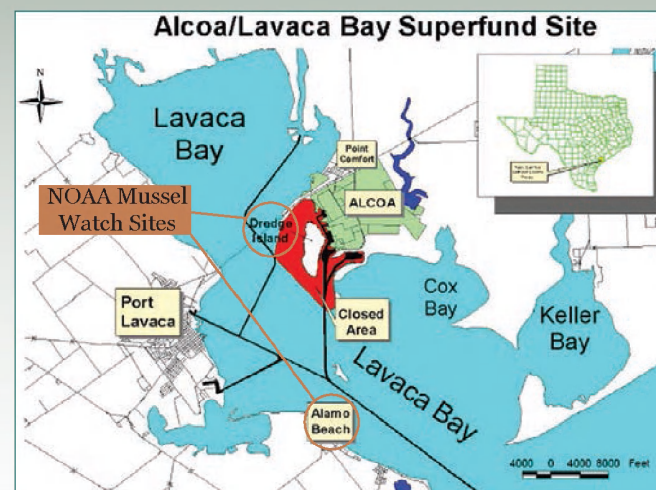 Alcoa/Lavaca Bay Superfund Site
N
Lavaca
Bay
Point
Comfort
ALCOA
NOAA Mussel
Watch Sites
Dredge
Island
Port
Lavaca
Closed
Area
Cox
Bay
Keller
Bay
Lavaca Bay
Alamo
Beach
4000 0 4000 8000 Feet